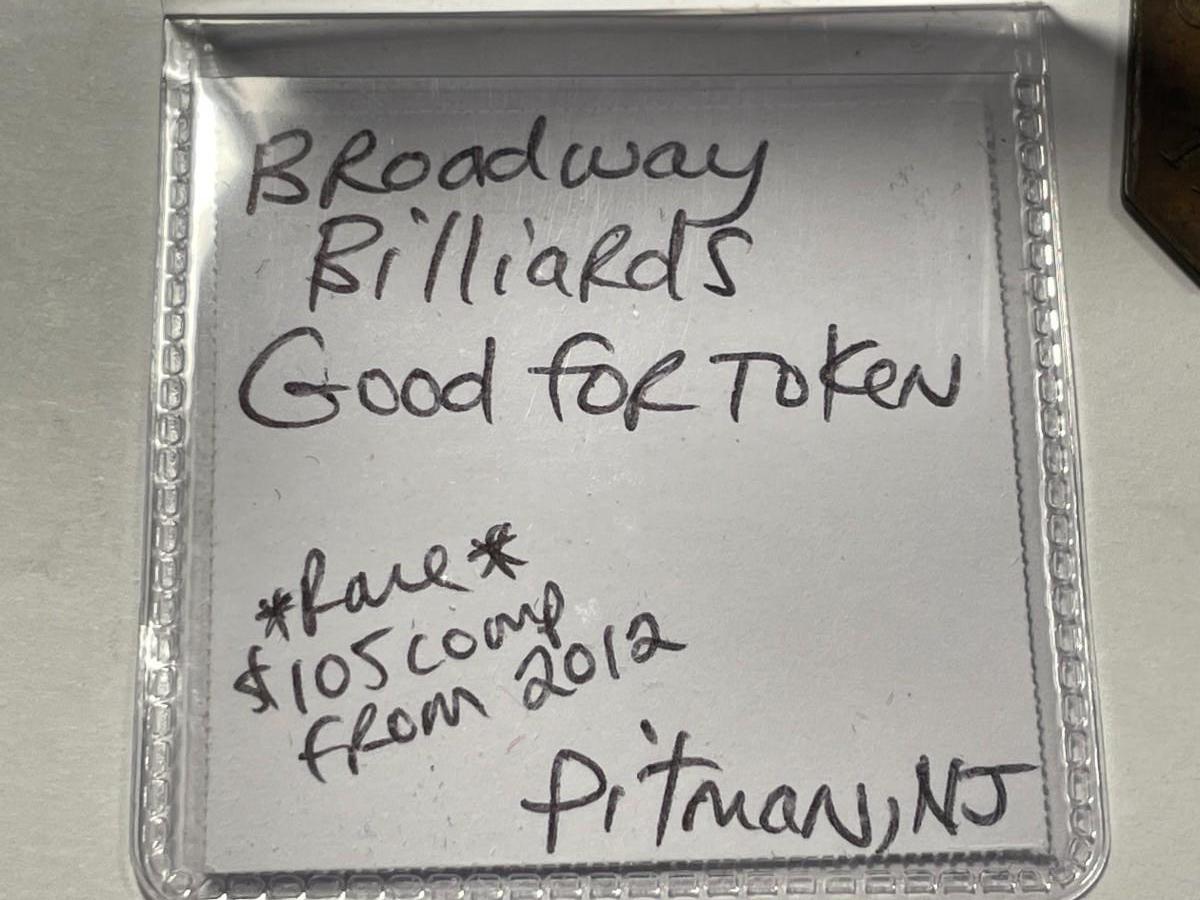 Broadway
Billiards
Good for Token
*Rare*
$105 comp
from 2012
Pitman, NJ